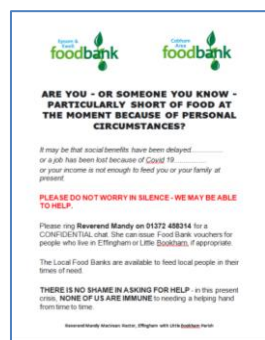 Epsom & Ewell
foodbank
Cobham Area
foodbank
ARE YOU - OR SOMEONE YOU KNOW -
PARTICULARLY SHORT OF FOOD AT
THE MOMENT BECAUSE OF PERSONAL
CIRCUMSTANCES?
It may be that social benefits have been delayed
or a job has been lost because of Covid 19
or your income is not enough to feed you or your family at
present.
PLEASE DO NOT WORRY IN SILENCE - WE MAY BE ABLE
TO HELP.
Please ring Reverend Mandy on 01372 458314 for a
CONFIDENTIAL chat. She can issue Food Bank vouchers for
people who live in Effingham or Little Bookham, if appropriate.
The Local Food Banks are available to feed local people in their
times of need.
THERE IS NO SHAME IN ASKING FOR HELP - in this present
crisis, NONE OF US ARE IMMUNE to needing a helping hand
from time to time.
Reverend Mandy Rector, Effingham with Little Bookham Parish